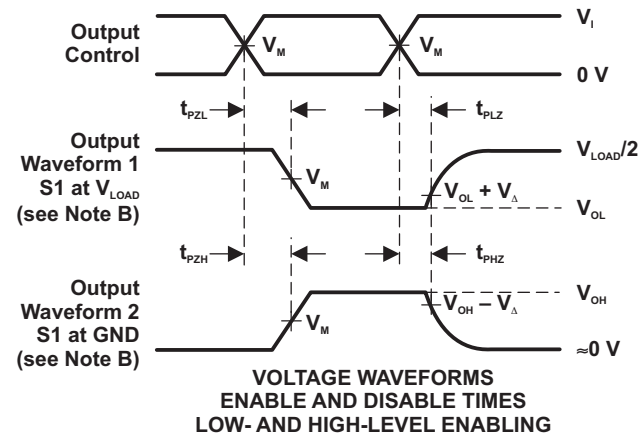 Output
Control
V_M
V_M
V_I
0 V
t_PZL
t_PLZ
Output
Waveform 1
S1 at V_LOAD
(see Note B)
V_M
V_OL + V_Δ
V_LOAD/2
V_OL
t_PZH
t_PHZ
Output
Waveform 2
S1 at GND
(see Note B)
V_M
V_OH – V_Δ
V_OH
≈0 V
VOLTAGE WAVEFORMS
ENABLE AND DISABLE TIMES
LOW- AND HIGH-LEVEL ENABLING